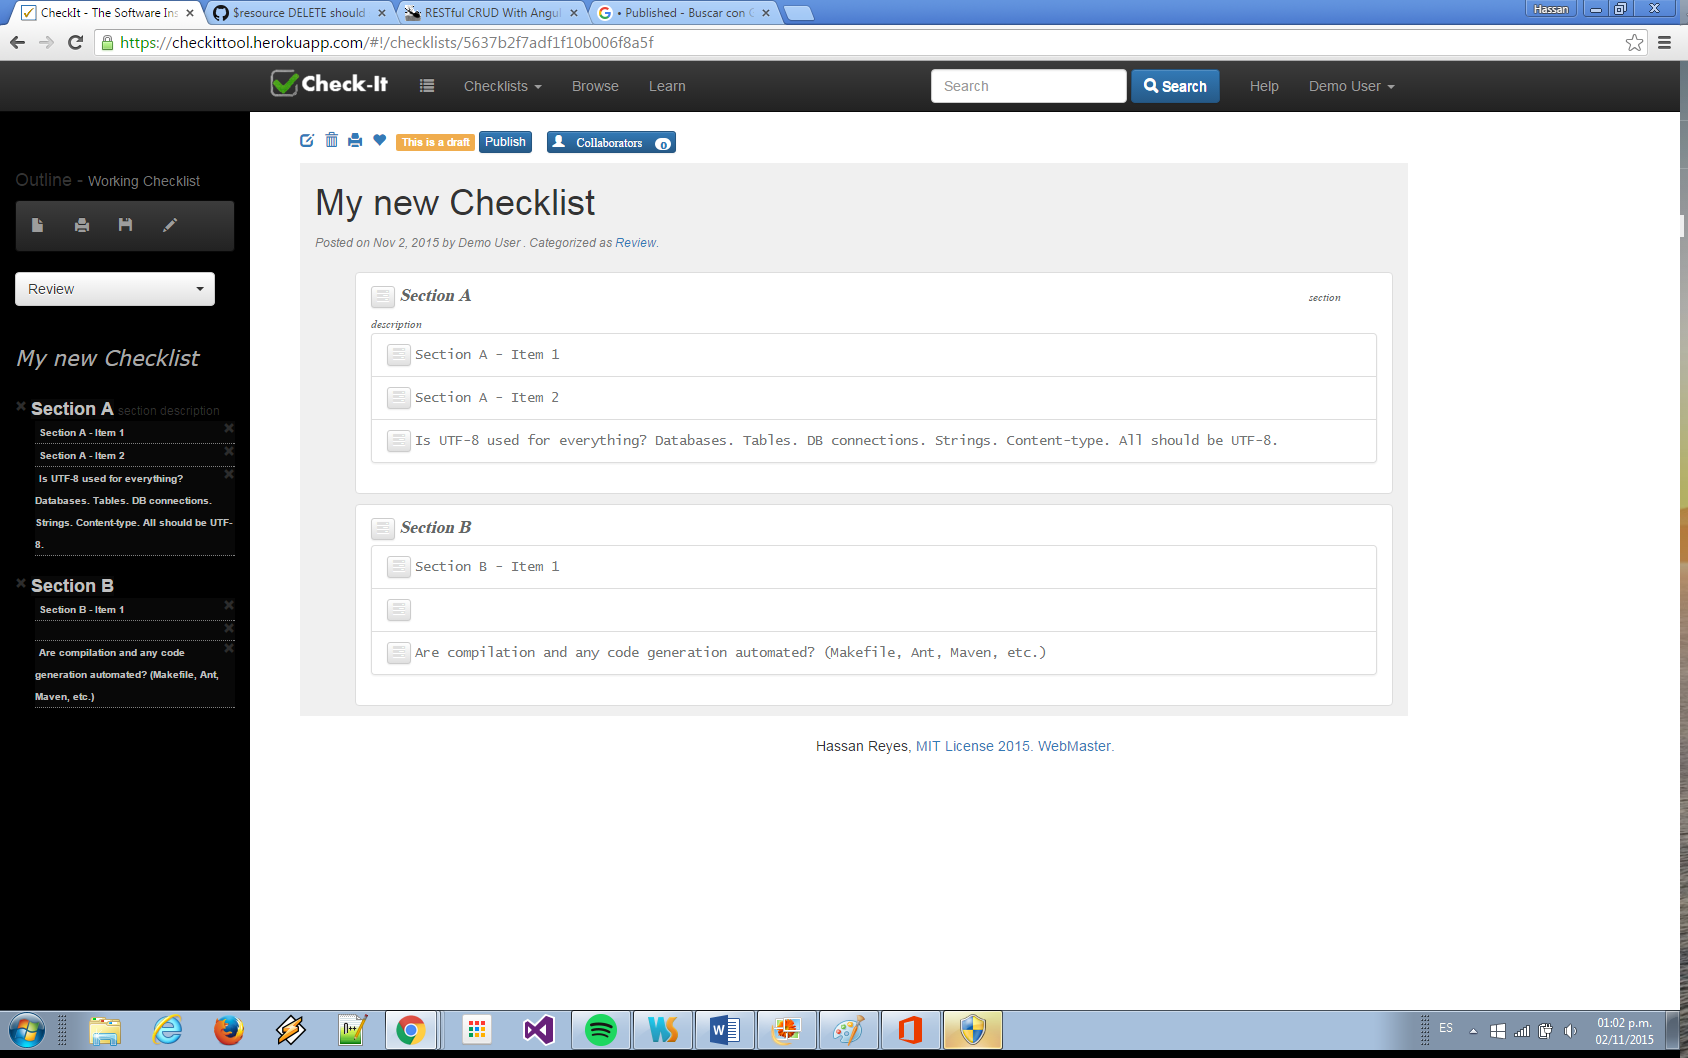 CheckIt - The Software Ins
$resource DELETE should
RESTful CRUD With Angul
• Published - Buscar con G
Hassan
https://checkittool.herokuapp.com/#!/checklists/5637b2f7adf1f10b006f8a5f
Check-It
Checklists
Browse
Learn
Search
Search
Help
Demo User
This is a draft
Publish
Collaborators
0
Outline - Working Checklist
Review
My new Checklist
Section A section description
Section A - Item 1
Section A - Item 2
Is UTF-8 used for everything?
Databases. Tables. DB connections.
Strings. Content-type. All should be UTF-
8.
Section B
Section B - Item 1
Are compilation and any code
generation automated? (Makefile, Ant,
Maven, etc.)
My new Checklist
Posted on Nov 2, 2015 by Demo User . Categorized as Review.
Section A section
description
Section A - Item 1
Section A - Item 2
Is UTF-8 used for everything? Databases. Tables. DB connections. Strings. Content-type. All should be UTF-8.
Section B
Section B - Item 1
Are compilation and any code generation automated? (Makefile, Ant, Maven, etc.)
Hassan Reyes, MIT License 2015. WebMaster.
ES
01:02 p.m.
02/11/2015